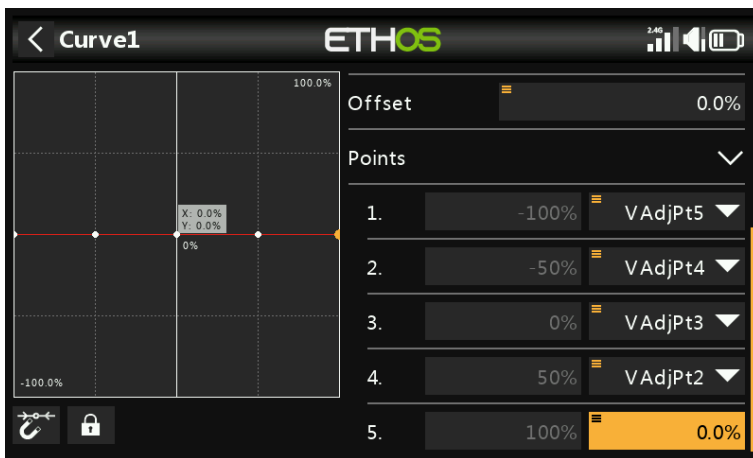 Curve1
ETHOS
2.4G
100.0%
X: 0.0%
Y: 0.0%
0%
-100.0%
Offset 0.0%
Points
1. -100% VAdjPt5
2. -50% VAdjPt4
3. 0% VAdjPt3
4. 50% VAdjPt2
5. 100% 0.0%